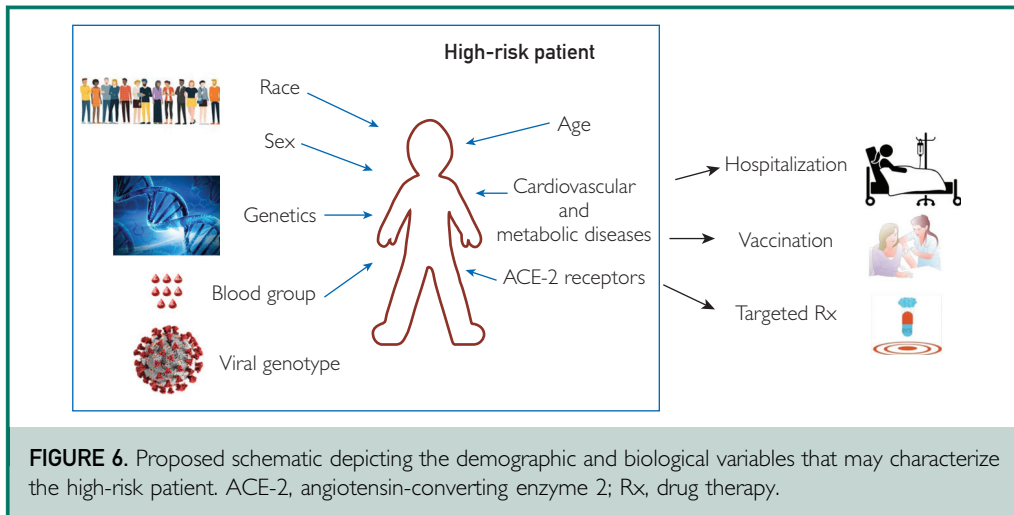 High-risk patient
Race
Age
Sex
Hospitalization
Cardiovascular
and
metabolic diseases
Genetics
Vaccination
Blood group
ACE-2 receptors
Targeted Rx
Viral genotype
FIGURE 6. Proposed schematic depicting the demographic and biological variables that may characterize
the high-risk patient. ACE-2, angiotensin-converting enzyme 2; Rx, drug therapy.